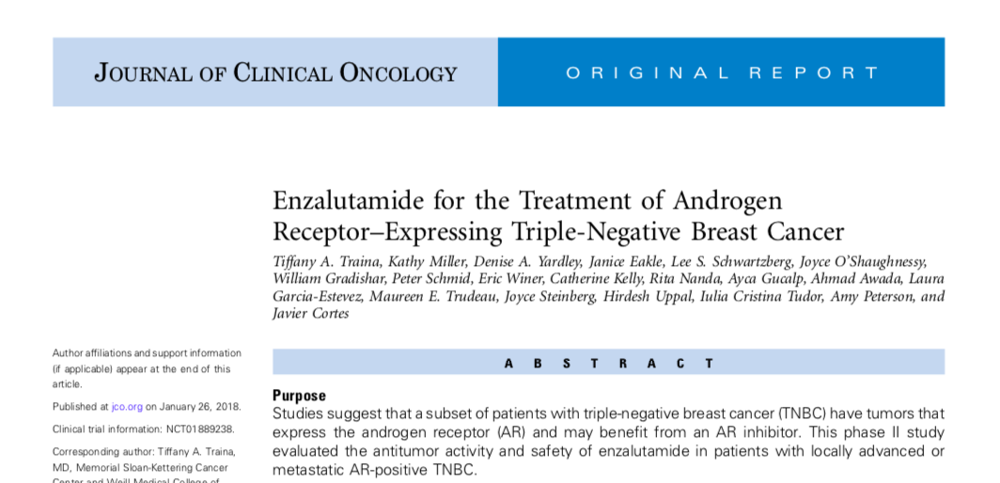 JOURNAL OF CLINICAL ONCOLOGY
ORIGINAL REPORT
Enzalutamide for the Treatment of Androgen
Receptor–Expressing Triple-Negative Breast Cancer
Tiffany A. Traina, Kathy Miller, Denise A. Yardley, Janice Eakle, Lee S. Schwartzberg, Joyce O’Shaughnessy,
William Gradishar, Peter Schmid, Eric Winer, Catherine Kelly, Rita Nanda, Ayca Gucalp, Ahmad Awada, Laura
Garcia-Estevez, Maureen E. Trudeau, Joyce Steinberg, Hirdesh Uppal, Iulia Cristina Tudor, Amy Peterson, and
Javier Cortes
Author affiliations and support information
(if applicable) appear at the end of this
article.
Published at jco.org on January 26, 2018.
Clinical trial information: NCT01889238.
Corresponding author: Tiffany A. Traina,
MD, Memorial Sloan-Kettering Cancer
Center and Weill Medical College of
ABSTRACT
Purpose
Studies suggest that a subset of patients with triple-negative breast cancer (TNBC) have tumors that
express the androgen receptor (AR) and may benefit from an AR inhibitor. This phase II study
evaluated the antitumor activity and safety of enzalutamide in patients with locally advanced or
metastatic AR-positive TNBC.